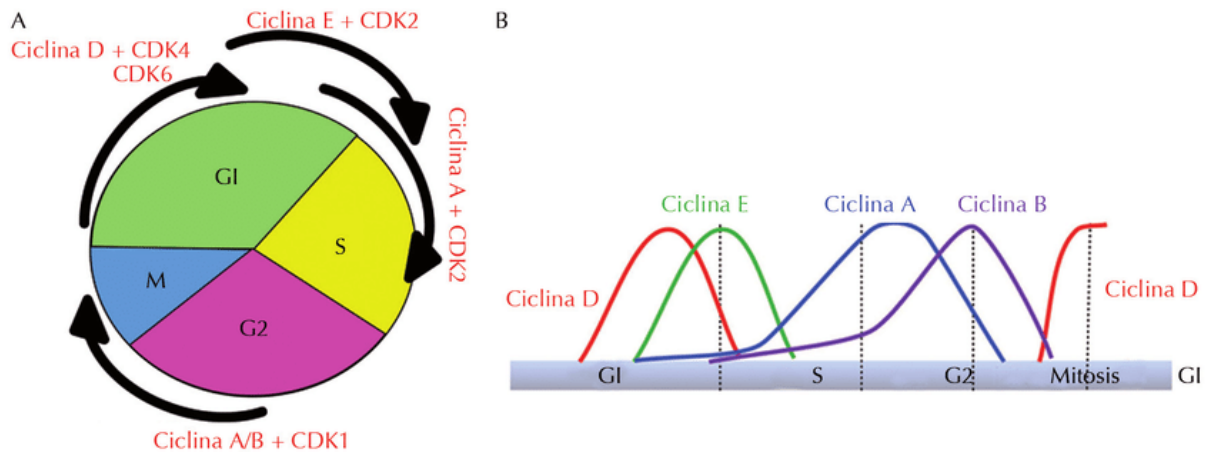 A
Ciclina E + CDK2
Ciclina D + CDK4
CDK6
Ciclina A + CDK2
GI
S
M
G2
Ciclina A/B + CDK1
B
Ciclina E
Ciclina A
Ciclina B
Ciclina D
Ciclina D
GI
S
G2
Mitosis
GI